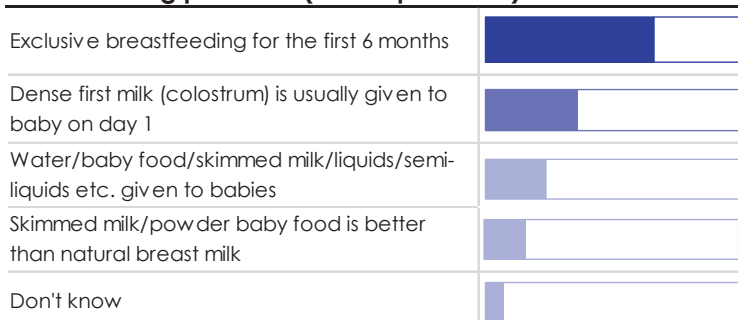 Exclusive breastfeeding for the first 6 months
Dense first milk (colostrum) is usually given to
baby on day 1
Water/baby food/skimmed milk/liquids/semi-
liquids etc. given to babies
Skimmed milk/powder baby food is better
than natural breast milk
Don't know